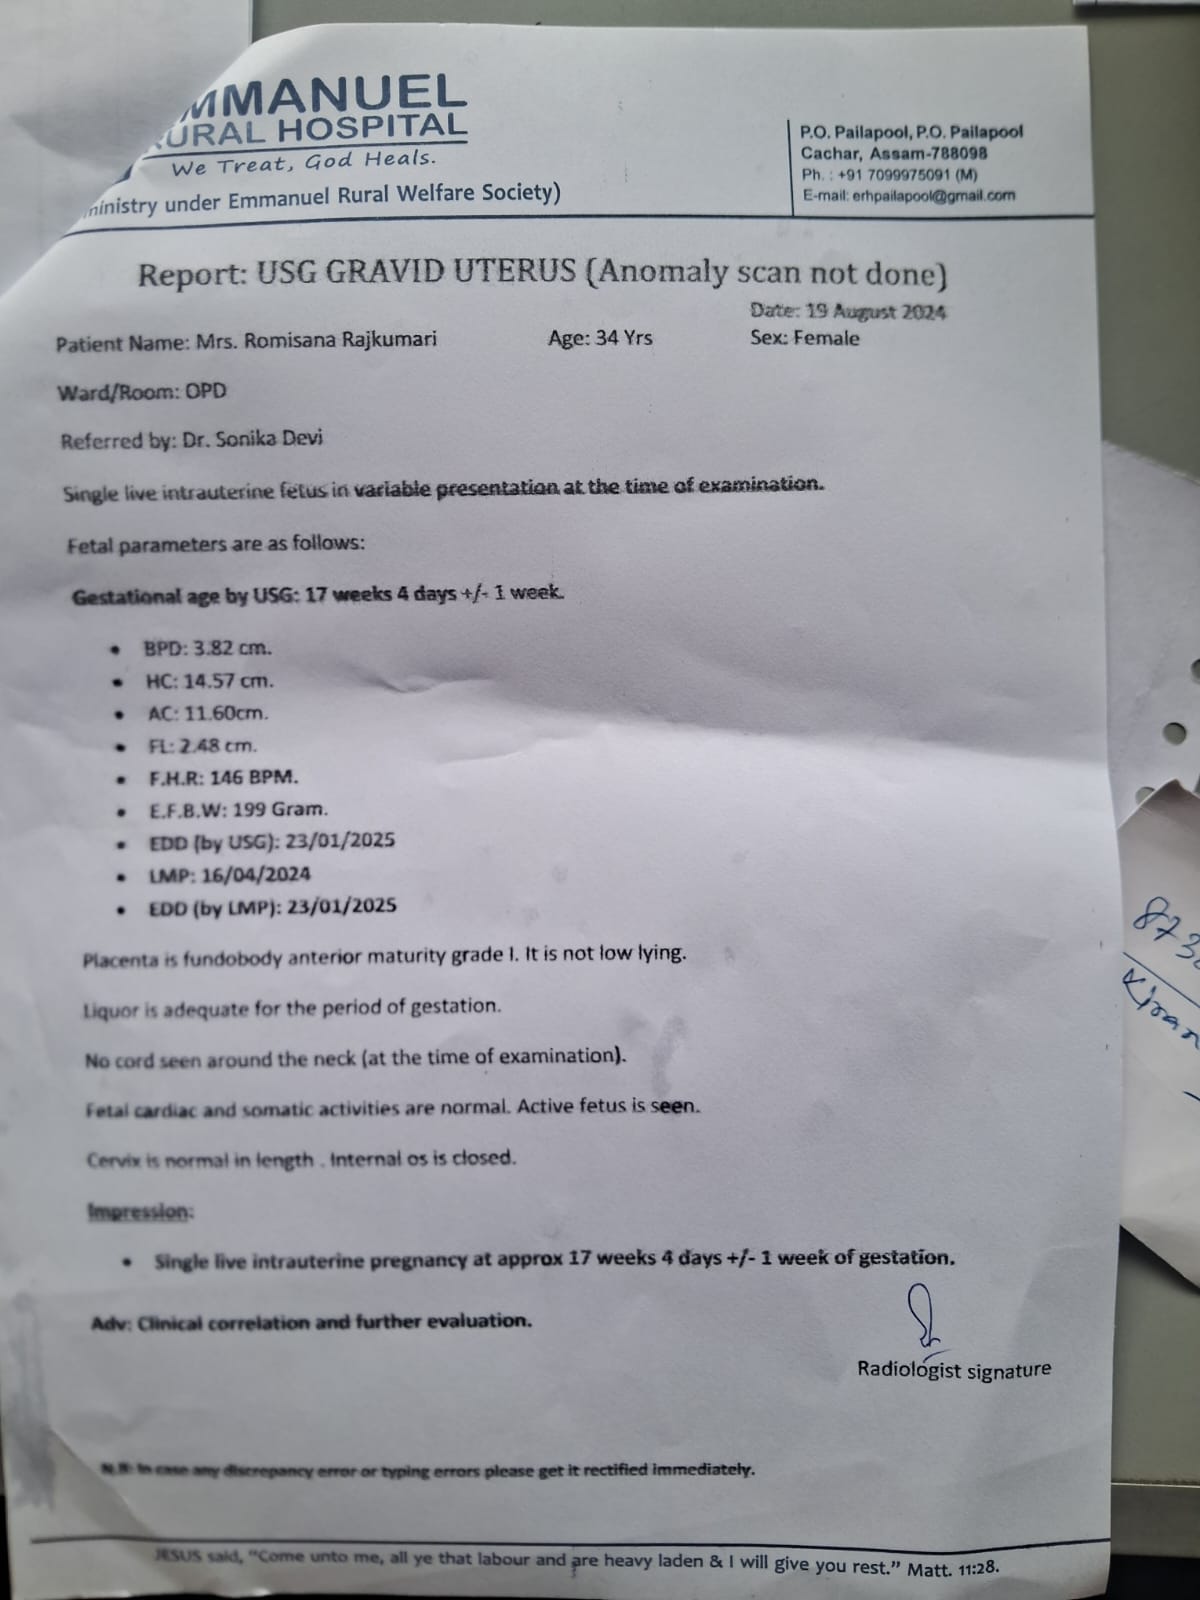 MMANUEL
URAL HOSPITAL
We Treat, God Heals.
ministry under Emmanuel Rural Welfare Society)
P.O. Pailapool, P.O. Pailapool
Cachar, Assam-788098
Ph. : +91 7099975091 (M)
E-mail: erhpailapool@gmail.com
Report: USG GRAVID UTERUS (Anomaly scan not done)
Date: 19 August 2024
Patient Name: Mrs. Romisana Rajkumari Age: 34 Yrs Sex: Female
Ward/Room: OPD
Referred by: Dr. Sonika Devi
Single live intrauterine fetus in variable presentation at the time of examination.
Fetal parameters are as follows:
Gestational age by USG: 17 weeks 4 days +/- 1 week.
• BPD: 3.82 cm.
• HC: 14.57 cm.
• AC: 11.60cm.
• FL: 2.48 cm.
• F.H.R: 146 BPM.
• E.F.B.W: 199 Gram.
• EDD (by USG): 23/01/2025
• LMP: 16/04/2024
• EDD (by LMP): 23/01/2025
Placenta is fundobody anterior maturity grade I. It is not low lying.
Liquor is adequate for the period of gestation.
No cord seen around the neck (at the time of examination).
Fetal cardiac and somatic activities are normal. Active fetus is seen.
Cervix is normal in length . Internal os is closed.
Impression:
• Single live intrauterine pregnancy at approx 17 weeks 4 days +/- 1 week of gestation.
Adv: Clinical correlation and further evaluation.
Radiologist signature
N.B: In case any discrepancy error or typing errors please get it rectified immediately.
JESUS said, "Come unto me, all ye that labour and are heavy laden & I will give you rest." Matt. 11:28.
873